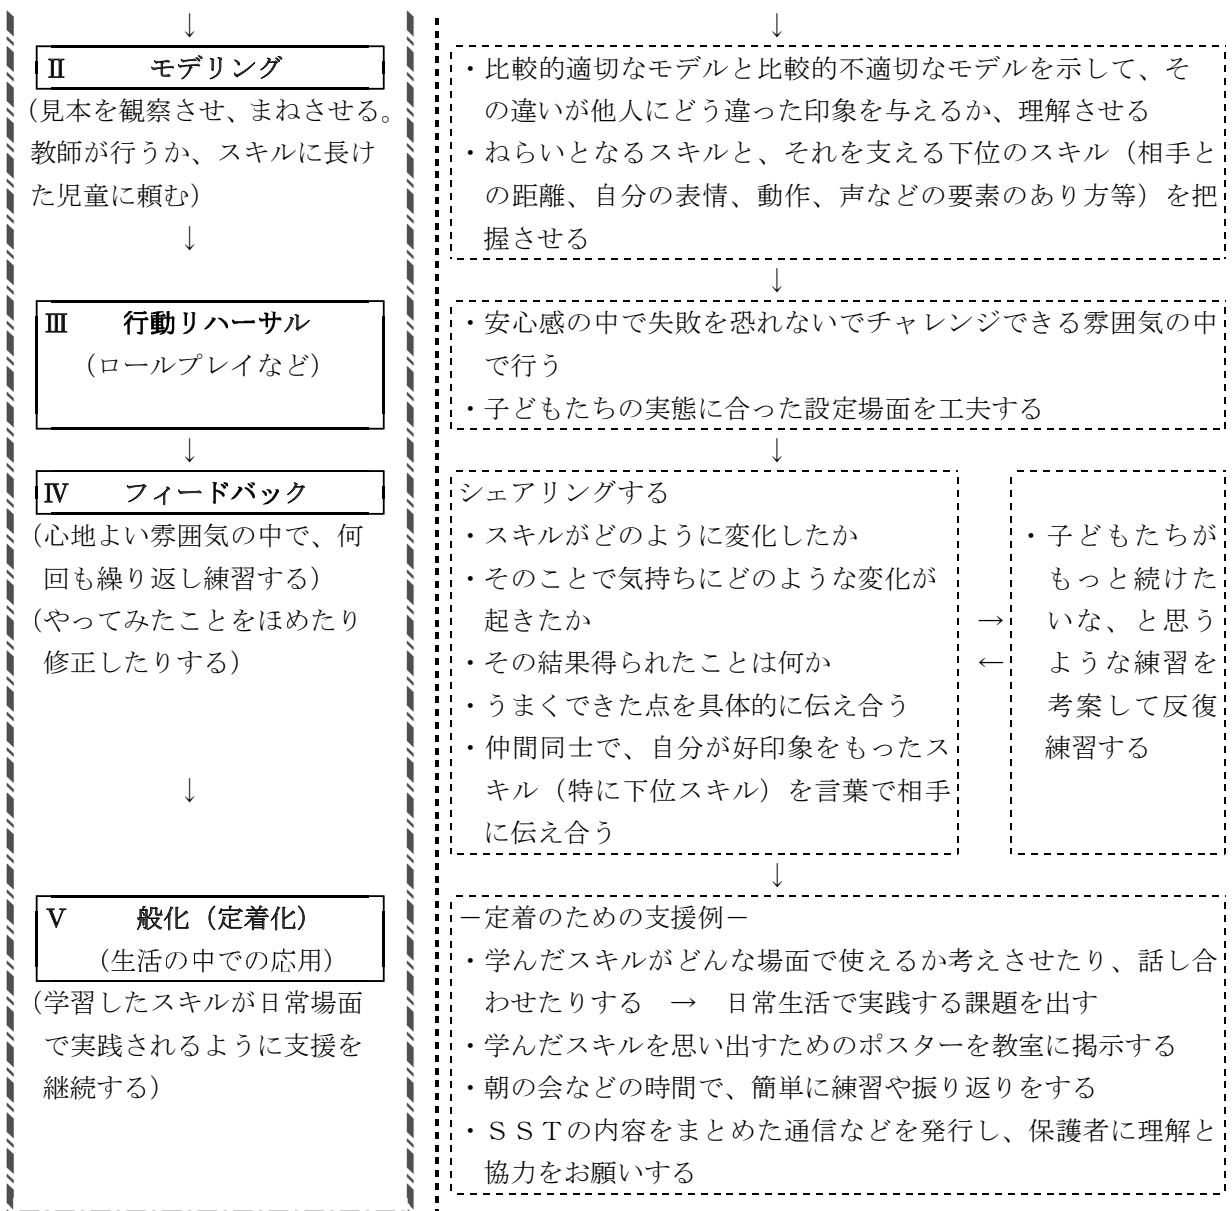 ↓
Ⅱ モデリング
(見本を観察させ、まねさせる。
教師が行うか、スキルに長け
た児童に頼む)
↓
Ⅲ 行動リハーサル
(ロールプレイなど)
↓
Ⅳ フィードバック
(心地よい雰囲気の中で、何
回も繰り返し練習する)
(やってみたことをほめたり
修正したりする)
↓
Ⅴ 般化(定着化)
(生活の中での応用)
(学習したスキルが日常場面
で実践されるように支援を
継続する)
↓
・比較的適切なモデルと比較的不適切なモデルを示して、そ
の違いが他人にどう違った印象を与えるか、理解させる
・ねらいとなるスキルと、それを支える下位のスキル(相手と
の距離、自分の表情、動作、声などの要素のあり方等)を把
握させる
↓
・安心感の中で失敗を恐れないでチャレンジできる雰囲気の中
で行う
・子どもたちの実態に合った設定場面を工夫する
↓
シェアリングする
・スキルがどのように変化したか
・そのことで気持ちにどのような変化が
起きたか
・その結果得られたことは何か
・うまくできた点を具体的に伝え合う
・仲間同士で、自分が好印象をもったス
キル(特に下位スキル)を言葉で相手
に伝え合う
→
←
・子どもたちが
もっと続けた
いな、と思う
ような練習を
考案して反復
練習する
↓
-定着のための支援例-
・学んだスキルがどんな場面で使えるか考えさせたり、話し合
わせたりする → 日常生活で実践する課題を出す
・学んだスキルを思い出すためのポスターを教室に掲示する
・朝の会などの時間で、簡単に練習や振り返りをする
・SSTの内容をまとめた通信などを発行し、保護者に理解と
協力をお願いする